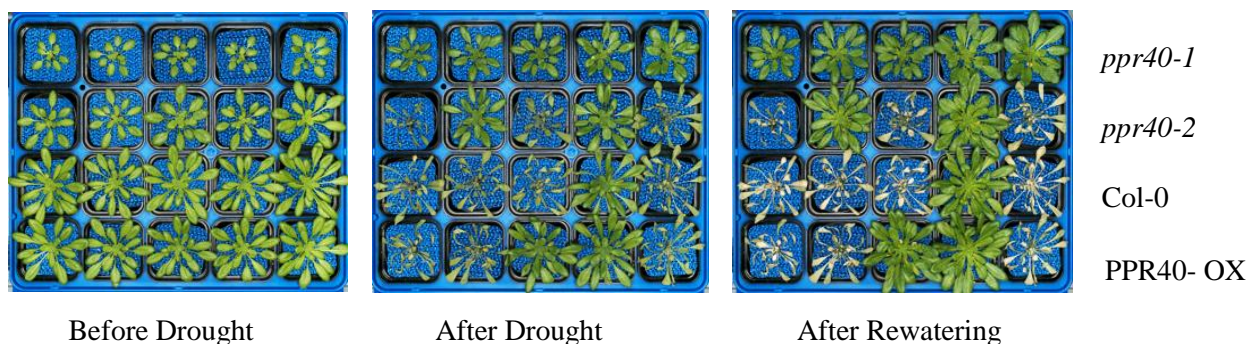 ppr40-1
ppr40-2
Col-0
PPR40- OX
Before Drought
After Drought
After Rewatering